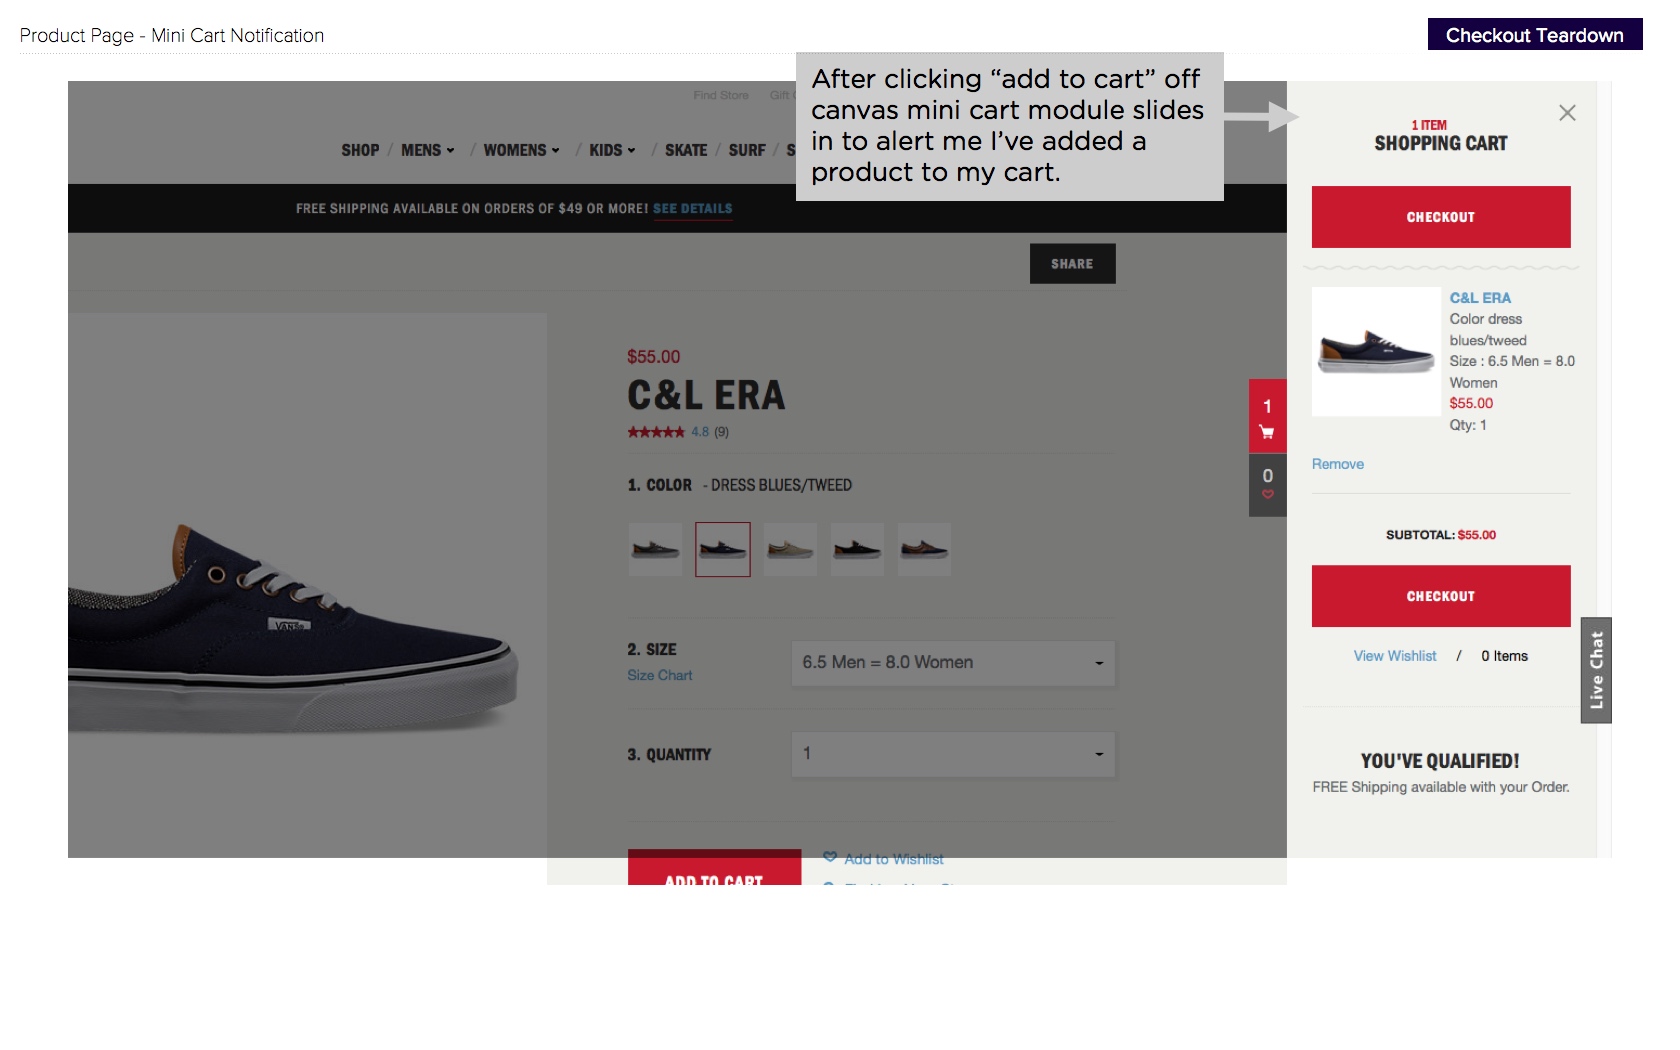 Product Page - Mini Cart Notification
Checkout Teardown
After clicking “add to cart” off
canvas mini cart module slides
in to alert me I’ve added a
product to my cart.
Find Store
SHOP / MENS / WOMENS / KIDS / SKATE / SURF /
FREE SHIPPING AVAILABLE ON ORDERS OF $49 OR MORE! SEE DETAILS
SHARE
$55.00
C&L ERA
4.8 (9)
1. COLOR - DRESS BLUES/TWEED
VANS
2. SIZE
6.5 Men = 8.0 Women
Size Chart
3. QUANTITY
1
ADD TO CART
Add to Wishlist
1
0
1 ITEM
SHOPPING CART
CHECKOUT
C&L ERA
Color dress
blues/tweed
Size : 6.5 Men = 8.0
Women
$55.00
Qty: 1
Remove
SUBTOTAL: $55.00
CHECKOUT
View Wishlist / 0 Items
Live Chat
YOU'VE QUALIFIED!
FREE Shipping available with your Order.